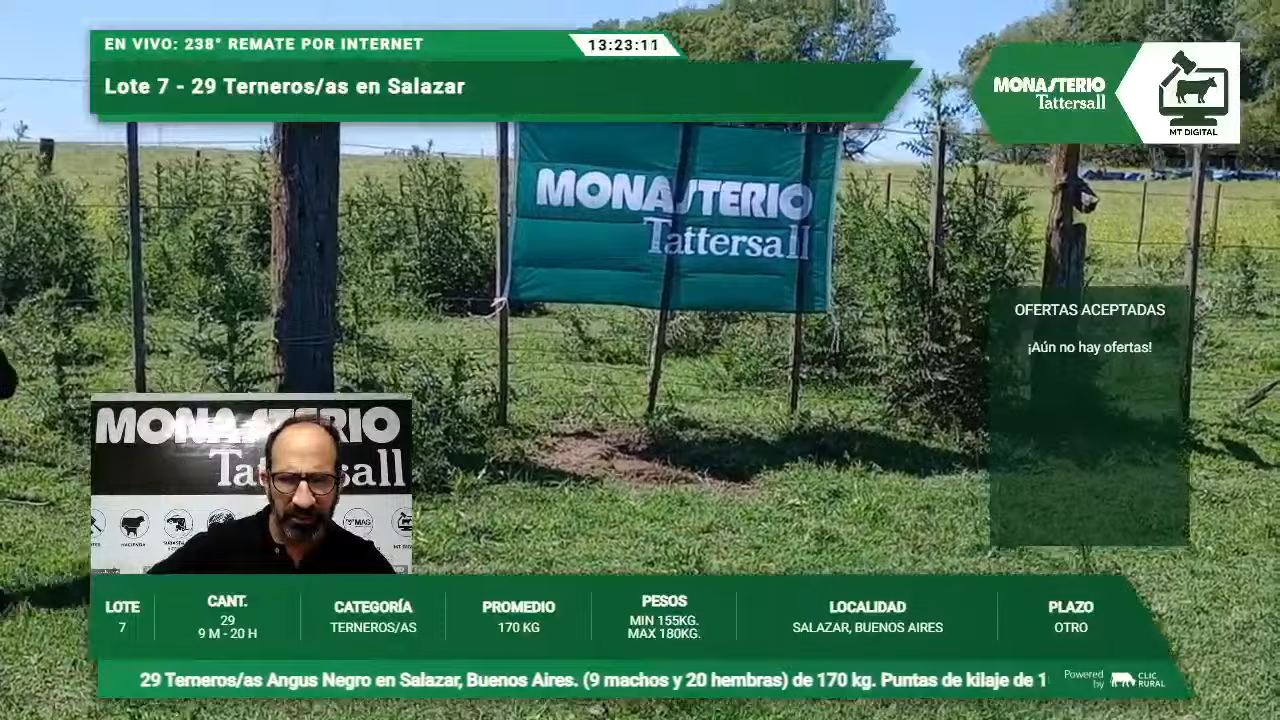 EN VIVO: 238° REMATE POR INTERNET
13:23:11
Lote 7 - 29 Terneros/as en Salazar
MONASTERIO
Tattersall
MT DIGITAL
MONASTERIO
Tattersall
OFERTAS ACEPTADAS
¡Aún no hay ofertas!
MONASTERIO
Tattersall
HACIENDA
MAG
LOTE
7
CANT.
29
9 M - 20 H
CATEGORÍA
TERNEROS/AS
PROMEDIO
170 KG
PESOS
MIN 155KG.
MAX 180KG.
LOCALIDAD
SALAZAR, BUENOS AIRES
PLAZO
OTRO
29 Terneros/as Angus Negro en Salazar, Buenos Aires. (9 machos y 20 hembras) de 170 kg. Puntas de kilaje de 1
Powered
by
CLIC
RURAL